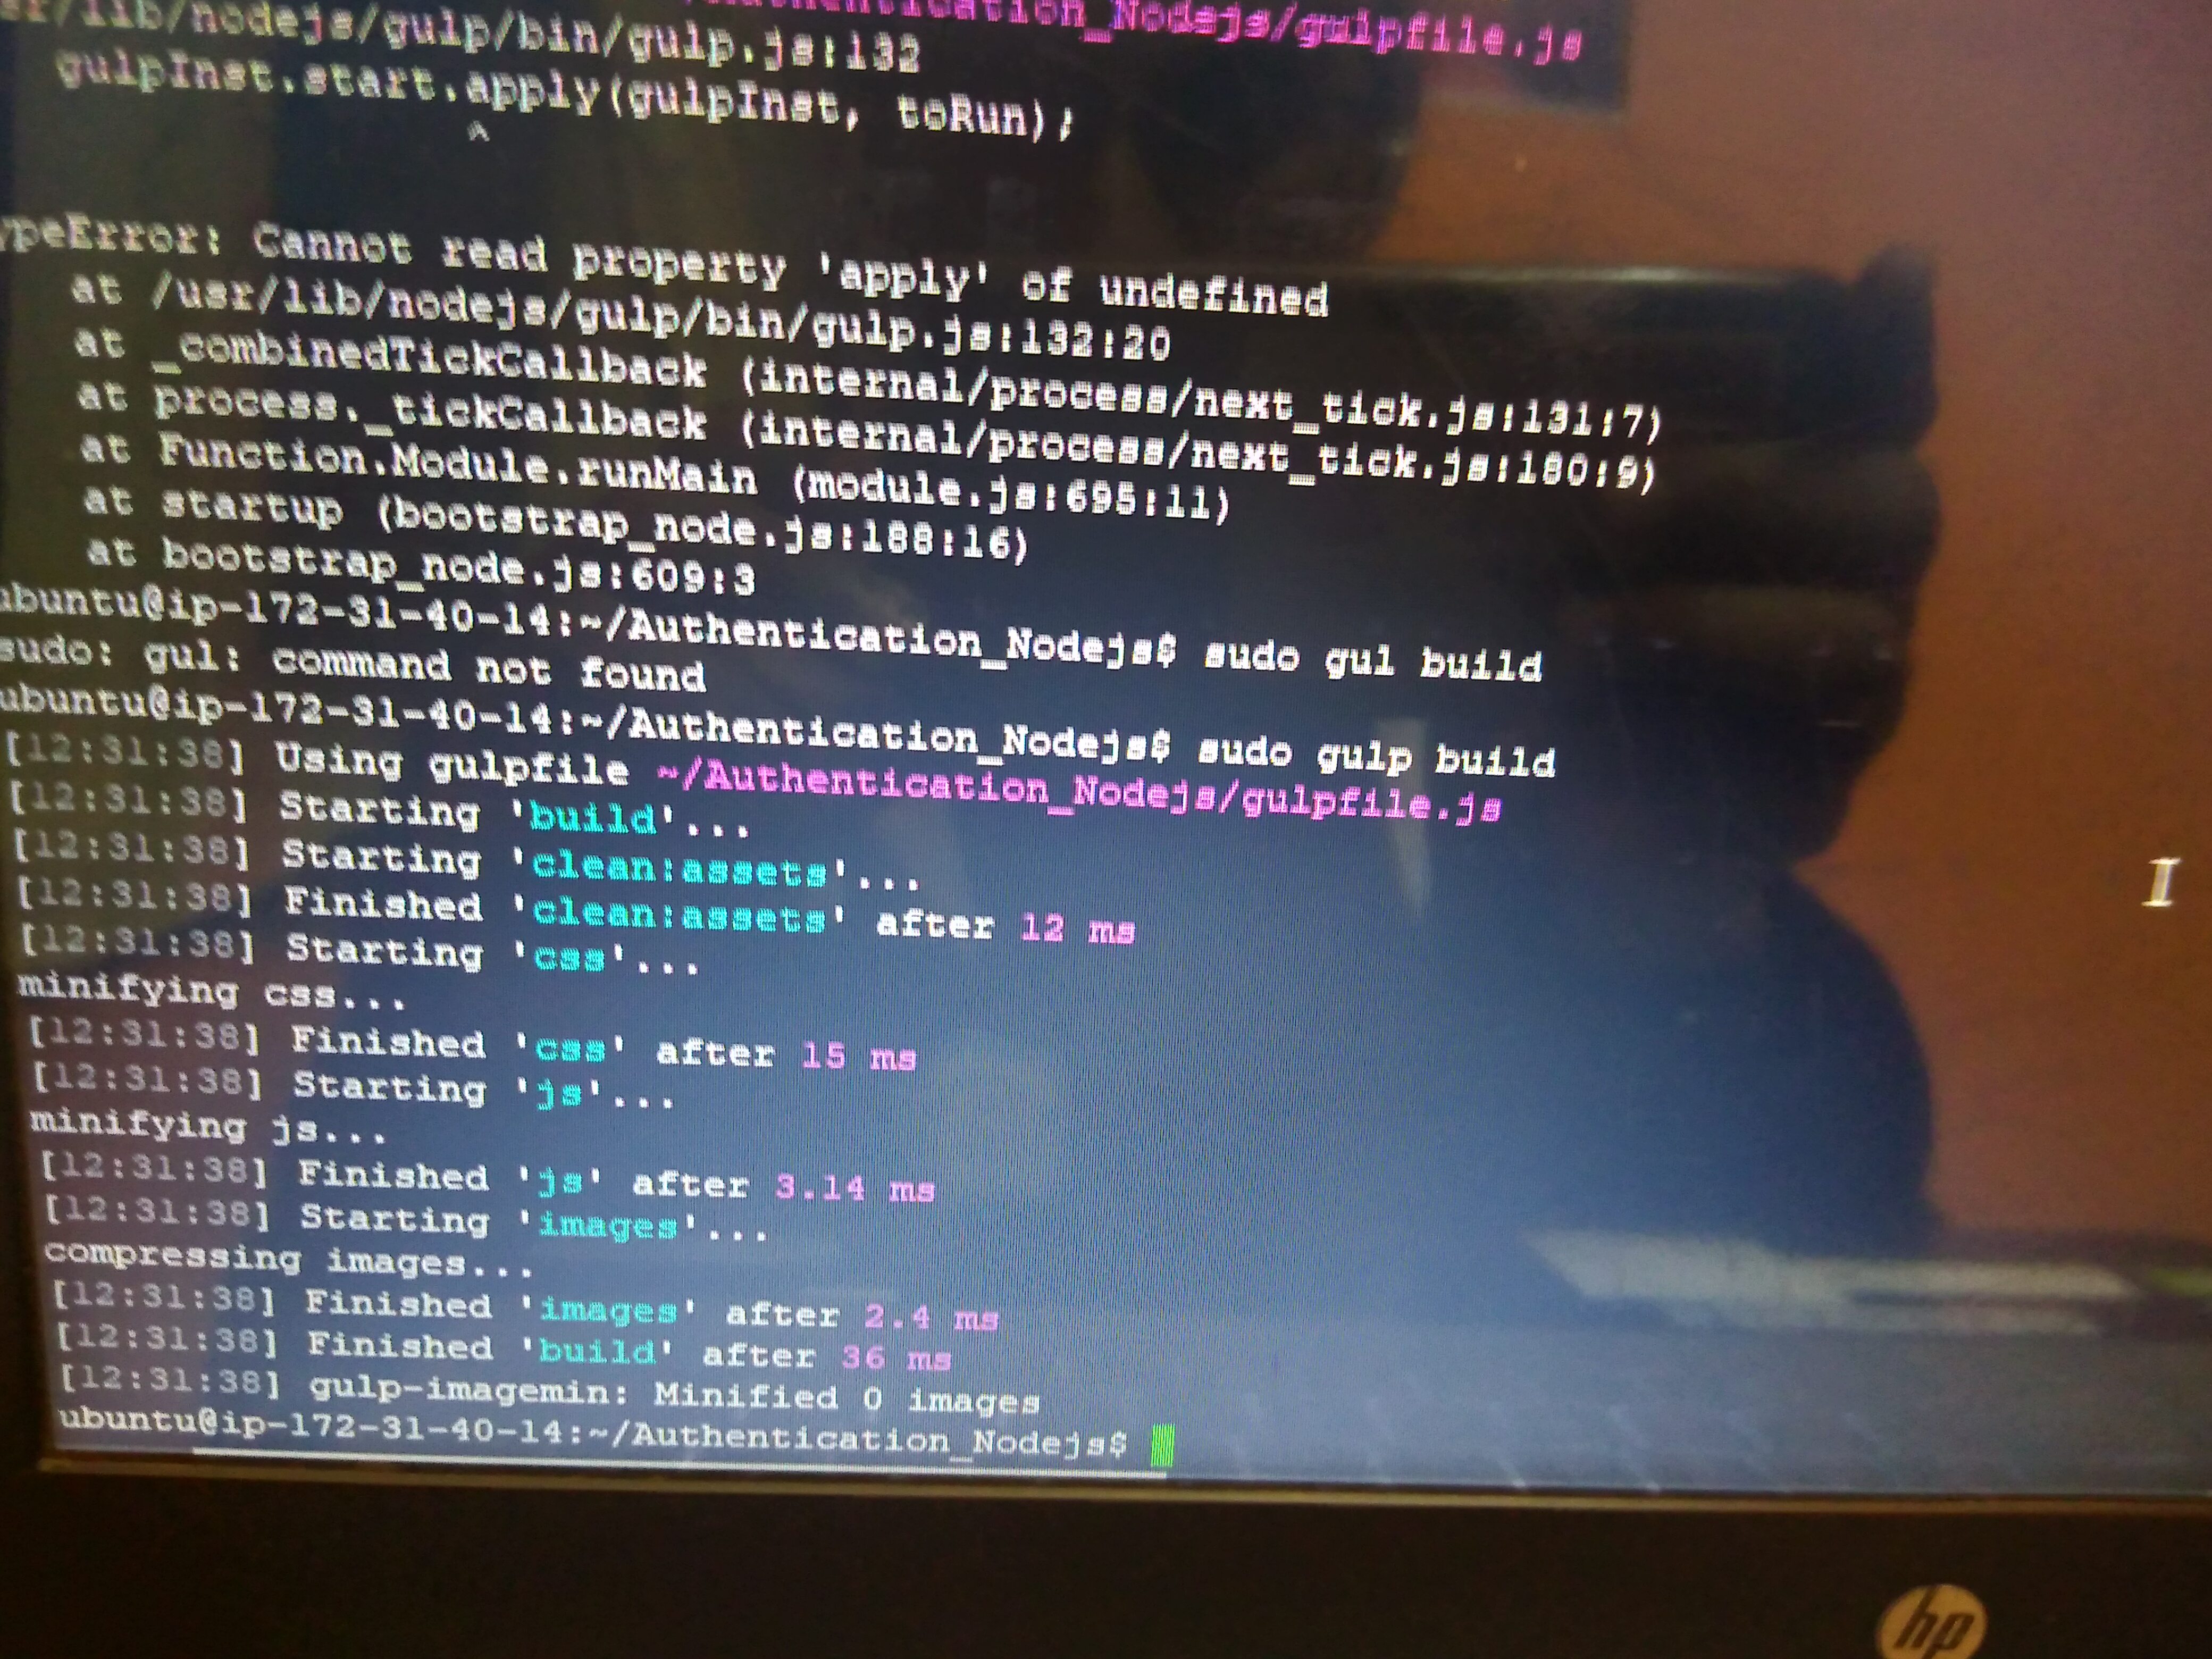 /lib/nodejs/gulp/bin/gulp.js:132
_Nodejs/gulpfile.js
gulpInst.start.apply(gulpInst, toRun);
^
ypeError: Cannot read property 'apply' of undefined
at /usr/lib/nodejs/gulp/bin/gulp.js:132:20
at _combinedTickCallback (internal/process/next_tick.js:131:7)
at process._tickCallback (internal/process/next_tick.js:180:9)
at Function.Module.runMain (module.js:695:11)
at startup (bootstrap_node.js:188:16)
at bootstrap_node.js:609:3
ubuntu@ip-172-31-40-14:~/Authentication_Nodejs$ sudo gul build
sudo: gul: command not found
ubuntu@ip-172-31-40-14:~/Authentication_Nodejs$ sudo gulp build
[12:31:38] Using gulpfile ~/Authentication_Nodejs/gulpfile.js
[12:31:38] Starting 'build'...
[12:31:38] Starting 'clean:assets'...
[12:31:38] Finished 'clean:assets' after 12 ms
[12:31:38] Starting 'css'...
minifying css...
[12:31:38] Finished 'css' after 15 ms
[12:31:38] Starting 'js'...
minifying js...
[12:31:38] Finished 'js' after 3.14 ms
[12:31:38] Starting 'images'...
compressing images...
[12:31:38] Finished 'images' after 2.4 ms
[12:31:38] Finished 'build' after 36 ms
[12:31:38] gulp-imagemin: Minified 0 images
ubuntu@ip-172-31-40-14:~/Authentication_Nodejs$
hp